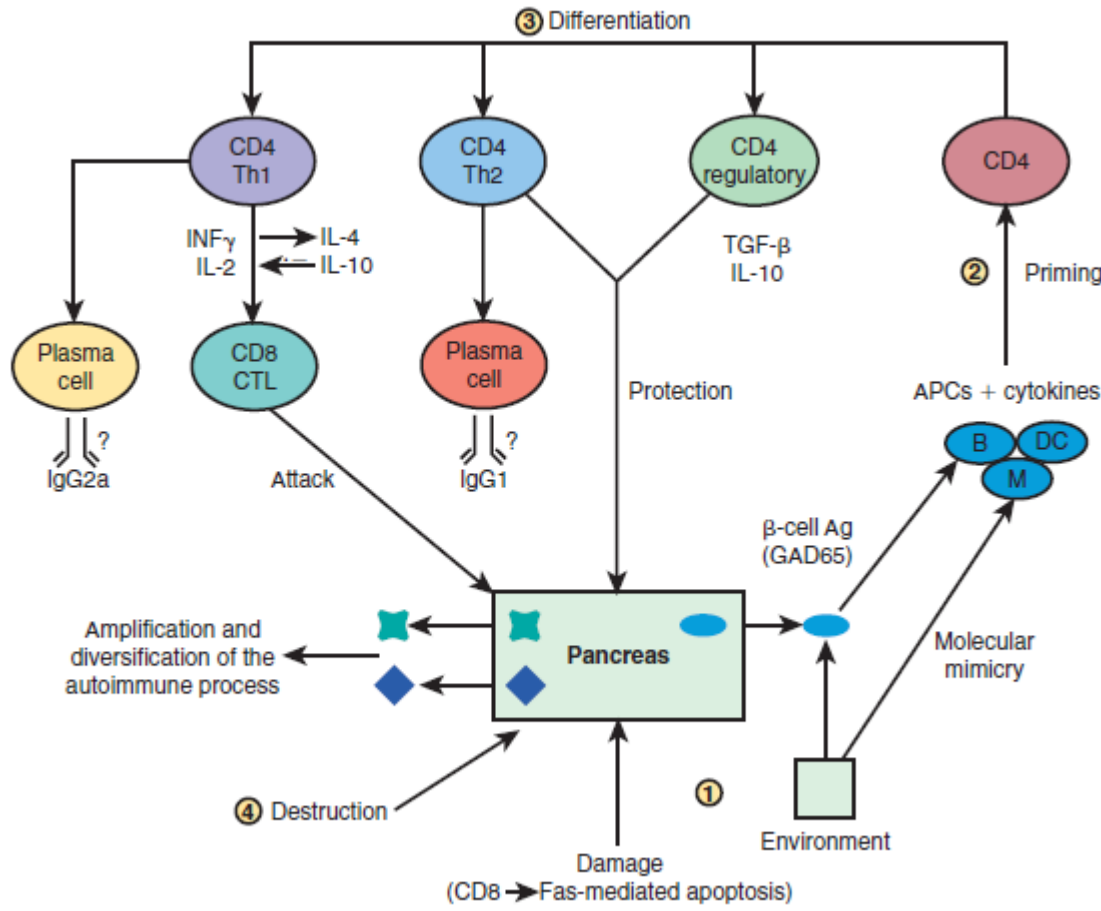 ③ Differentiation
CD4
Th1
CD4
Th2
CD4
regulatory
CD4
INFγ
IL-2
IL-4
IL-10
TGF-β
IL-10
② Priming
Plasma
cell
CD8
CTL
Plasma
cell
Protection
APCs + cytokines
?
IgG2a
Attack
?
IgG1
B
DC
M
β-cell Ag
(GAD65)
Amplification and
diversification of the
autoimmune process
Pancreas
Molecular
mimicry
④ Destruction
①
Environment
Damage
(CD8 → Fas-mediated apoptosis)